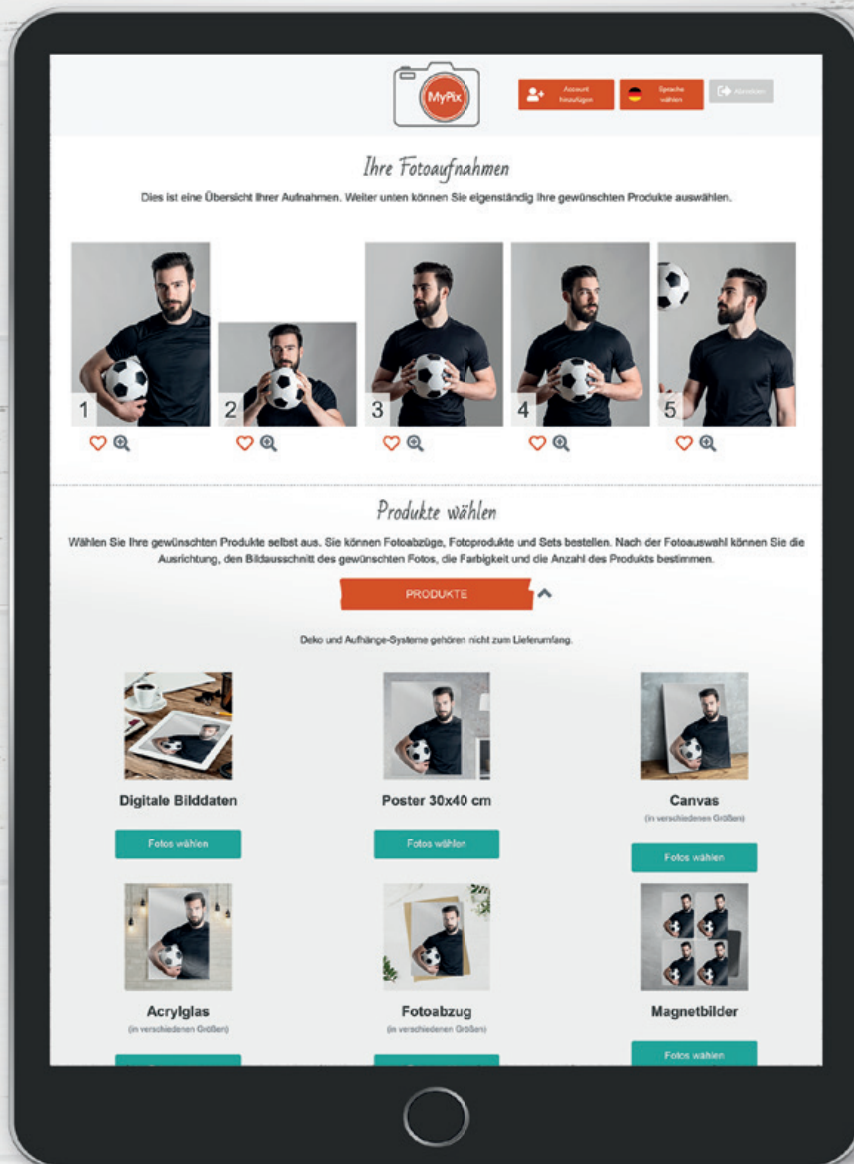 MyPix
Account
hinzufügen
Sprache
wählen
Abmelden
Ihre Fotoaufnahmen
Dies ist eine Übersicht Ihrer Aufnahmen. Weiter unten können Sie eigenständig Ihre gewünschten Produkte auswählen.
1
2
3
4
5
Produkte wählen
Wählen Sie Ihre gewünschten Produkte selbst aus. Sie können Fotoabzüge, Fotoprodukte und Sets bestellen. Nach der Fotoauswahl können Sie die
Ausrichtung, den Bildausschnitt des gewünschten Fotos, die Farbigkeit und die Anzahl des Produkts bestimmen.
PRODUKTE
Deko und Aufhänge-Systeme gehören nicht zum Lieferumfang.
Digitale Bilddaten
Poster 30x40 cm
Canvas
(in verschiedenen Größen)
Fotos wählen
Fotos wählen
Fotos wählen
Acrylglas
(in verschiedenen Größen)
Fotoabzug
(in verschiedenen Größen)
Magnetbilder
Fotos wählen